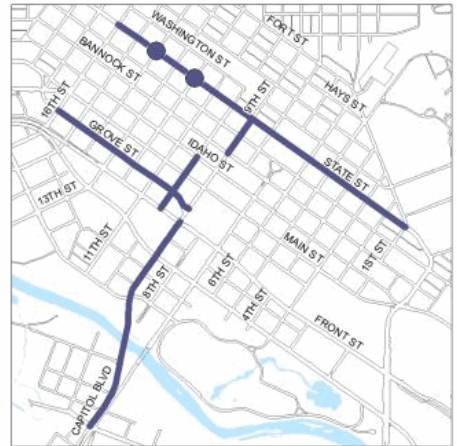 WASHINGTON ST
FORT ST
BANNOCK ST
HAYS ST
16TH ST
9TH ST
GROVE ST
IDAHO ST
STATE ST
13TH ST
11TH ST
8TH ST
6TH ST
MAIN ST
1ST ST
4TH ST
FRONT ST
CAPITOL BLVD